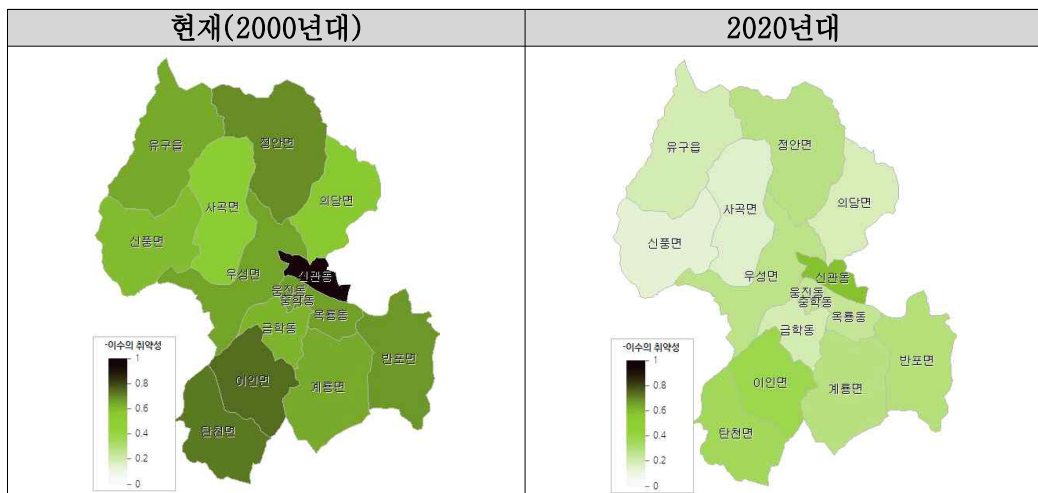 현재(2000년대)
2020년대
유구읍
정안면
사곡면
의당면
신풍면
우성면
신관동
웅진동
중학동
금학동
옥룡동
이인면
계룡면
반포면
탄천면
-이수의 취약성
1
0.8
0.6
0.4
0.2
0
유구읍
정안면
사곡면
의당면
신풍면
우성면
신관동
웅진동
중학동
금학동
옥룡동
이인면
계룡면
반포면
탄천면
-이수의 취약성
1
0.8
0.6
0.4
0.2
0